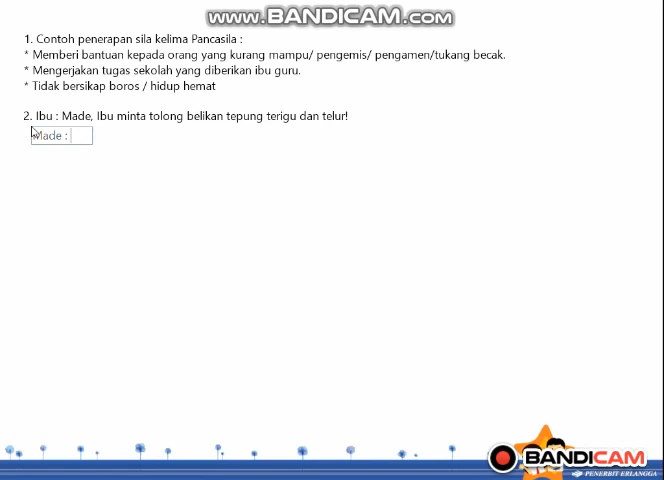 www.BANDICAM.com
1. Contoh penerapan sila kelima Pancasila :
* Memberi bantuan kepada orang yang kurang mampu/ pengemis/ pengamen/tukang becak.
* Mengerjakan tugas sekolah yang diberikan ibu guru.
* Tidak bersikap boros / hidup hemat
2. Ibu : Made, Ibu minta tolong belikan tepung terigu dan telur!
Made :
BANDICAM
PENERBIT ERLANGGA